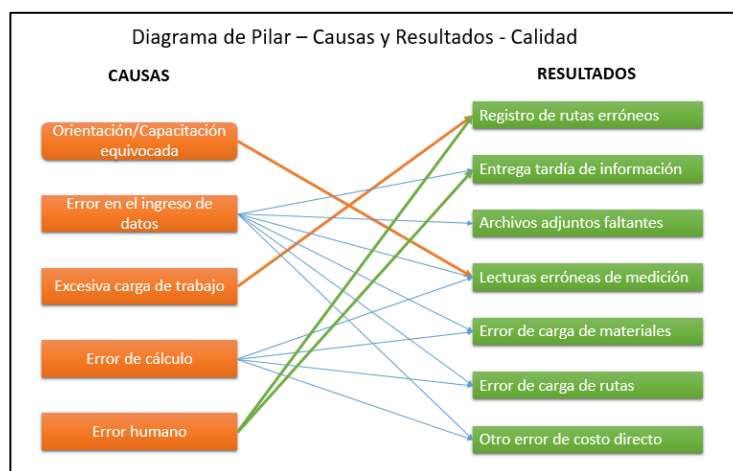 Diagrama de Pilar – Causas y Resultados - Calidad
CAUSAS
Orientación/Capacitación
equivocada
Error en el ingreso de
datos
Excesiva carga de trabajo
Error de cálculo
Error humano
RESULTADOS
Registro de rutas erróneos
Entrega tardía de información
Archivos adjuntos faltantes
Lecturas erróneas de medición
Error de carga de materiales
Error de carga de rutas
Otro error de costo directo